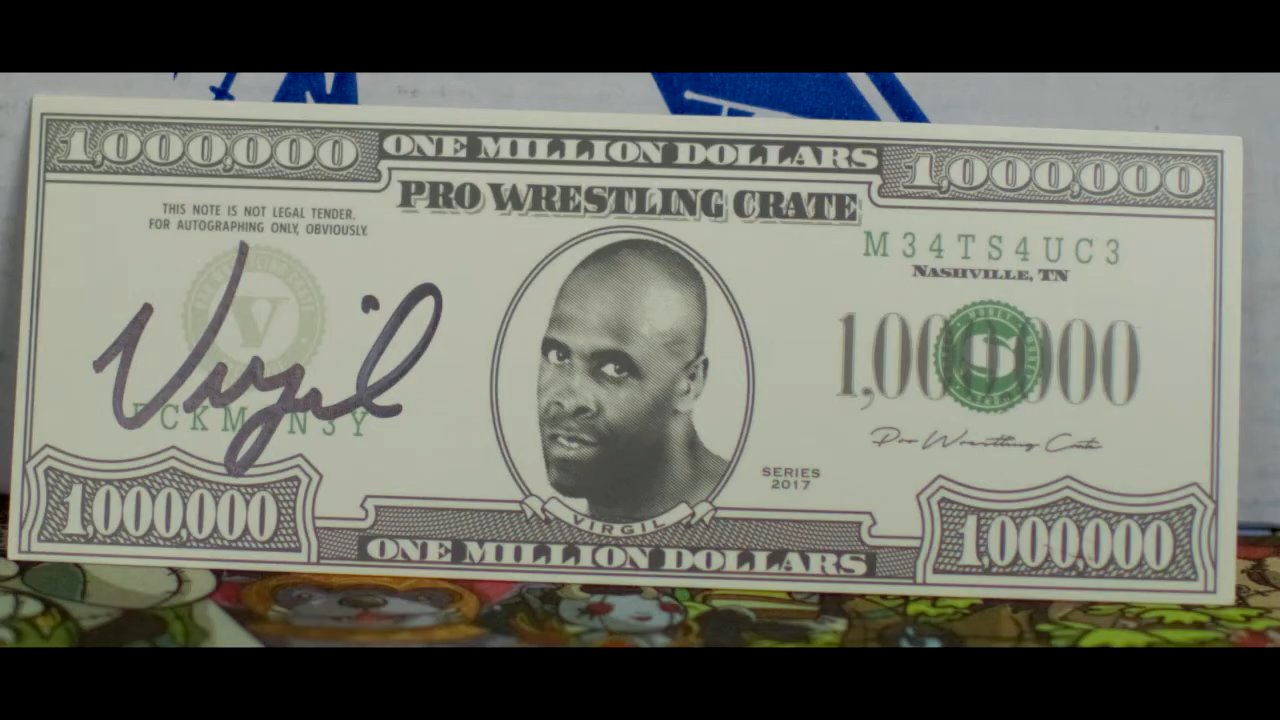 1,000,000
ONE MILLION DOLLARS
1,000,000
PRO WRESTLING CRATE
THIS NOTE IS NOT LEGAL TENDER.
FOR AUTOGRAPHING ONLY, OBVIOUSLY.
M34TS4UC3
NASHVILLE, TN
V
Virgil
1,000,000
Pro Wrestling Crate
SERIES
2017
VIRGIL
1,000,000
ONE MILLION DOLLARS
1,000,000